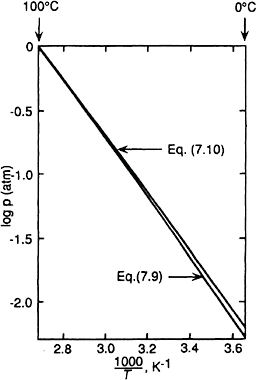 100°C 0°C
0
-0.5
Eq. (7.10)
-1.0
log p (atm)
-1.5
Eq.(7.9)
-2.0
2.8 3.0 3.2 3.4 3.6
1000
T , K-1